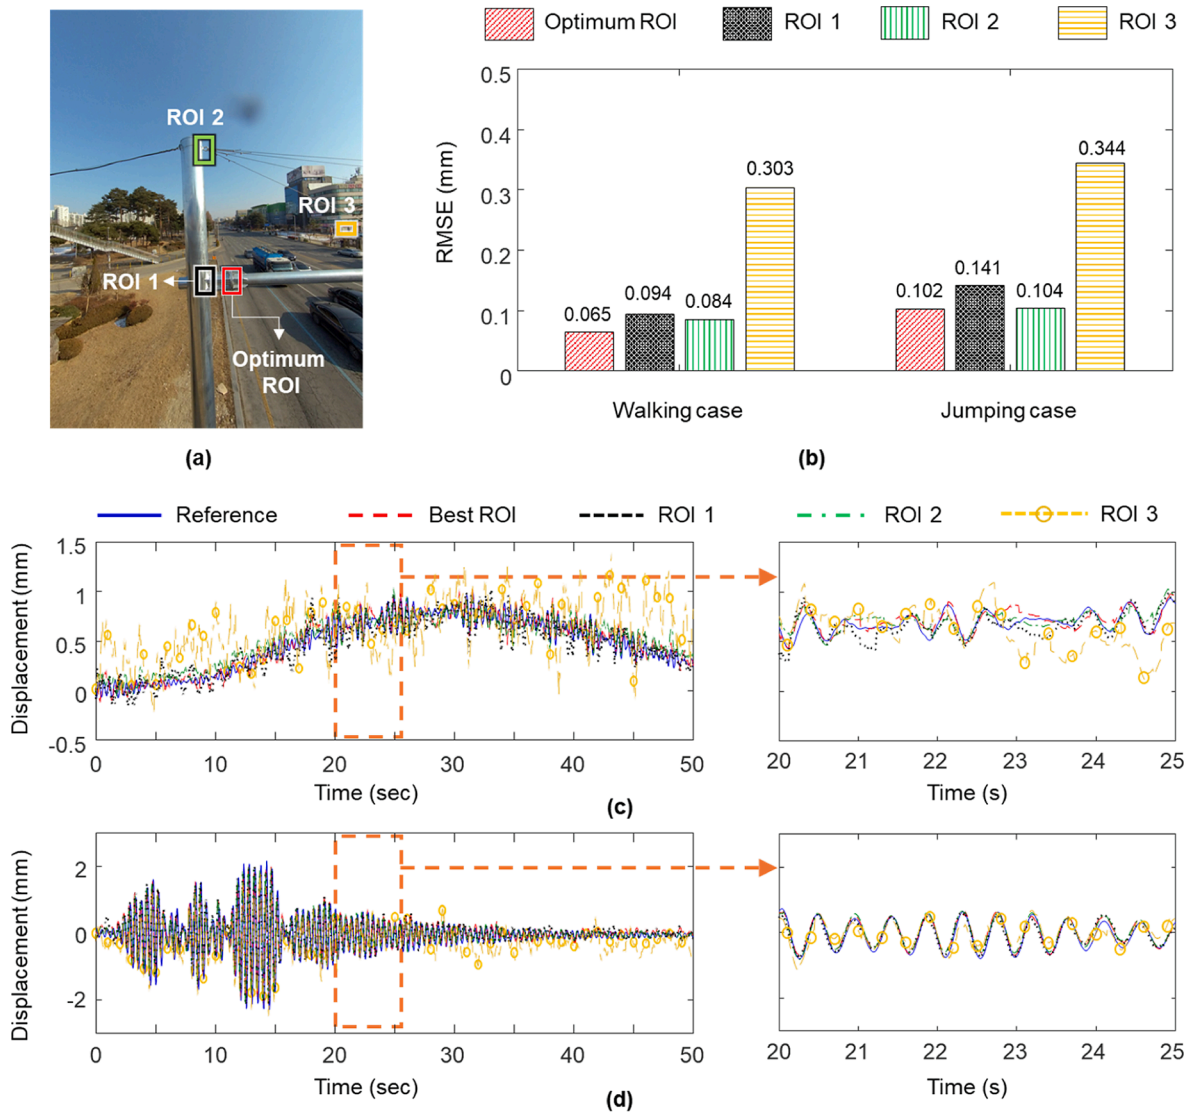 Optimum ROI ROI 1 ROI 2 ROI 3
ROI 2
ROI 3
ROI 1
Optimum
ROI
(a)
RMSE (mm)
0.5
0.4
0.3
0.2
0.1
0
0.065 0.094 0.084 0.303
0.102 0.141 0.104 0.344
Walking case Jumping case
(b)
Reference Best ROI ROI 1 ROI 2 ROI 3
Displacement (mm)
1.5
1
0.5
0
-0.5
0 10 20 30 40 50
Time (sec)
20 21 22 23 24 25
Time (s)
(c)
Displacement (mm)
2
0
-2
0 10 20 30 40 50
Time (sec)
20 21 22 23 24 25
Time (s)
(d)